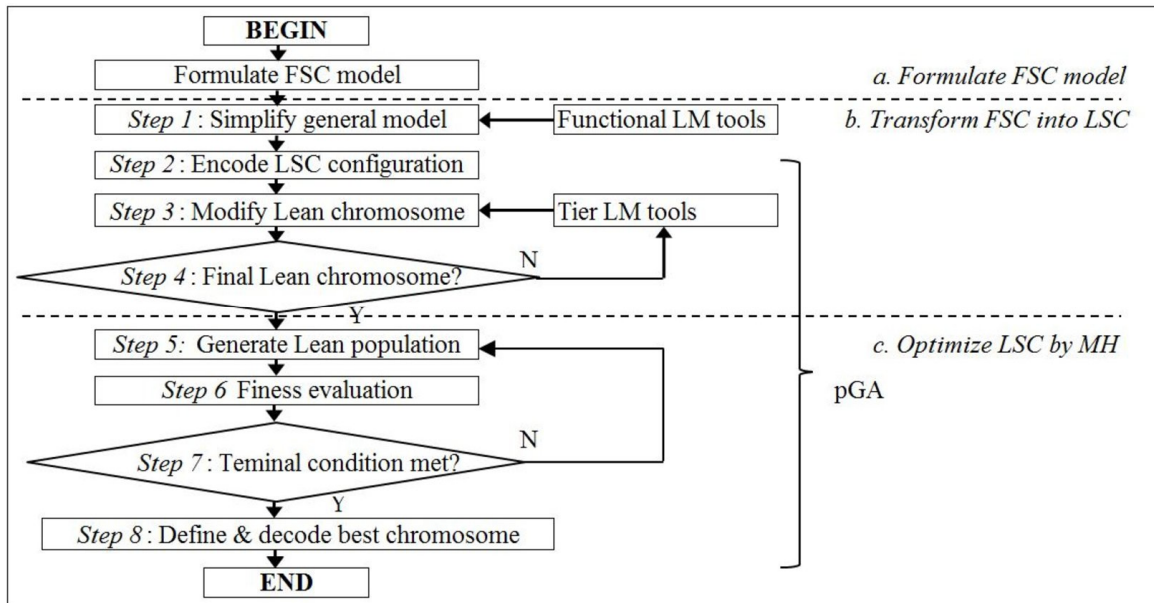 BEGIN
Formulate FSC model
a. Formulate FSC model
Step 1 : Simplify general model
Functional LM tools
b. Transform FSC into LSC
Step 2 : Encode LSC configuration
Step 3 : Modify Lean chromosome
Tier LM tools
Step 4 : Final Lean chromosome?
N
Y
Step 5: Generate Lean population
c. Optimize LSC by MH
Step 6 Finess evaluation
pGA
Step 7 : Teminal condition met?
N
Y
Step 8 : Define & decode best chromosome
END